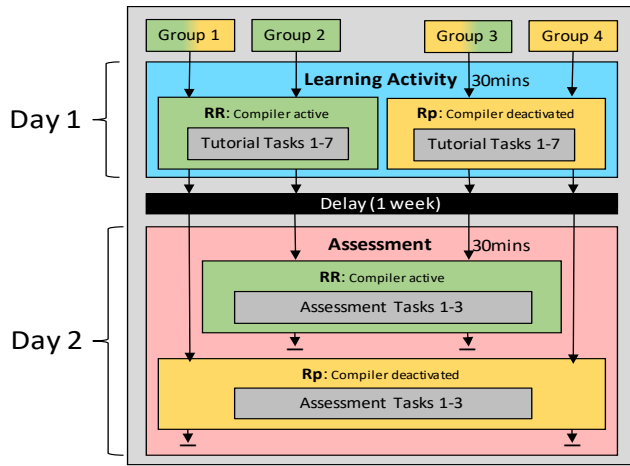 Group 1
Group 2
Group 3
Group 4
Learning Activity 30mins
Day 1
RR: Compiler active
Rp: Compiler deactivated
Tutorial Tasks 1-7
Tutorial Tasks 1-7
Delay (1 week)
Assessment 30mins
RR: Compiler active
Assessment Tasks 1-3
Day 2
Rp: Compiler deactivated
Assessment Tasks 1-3